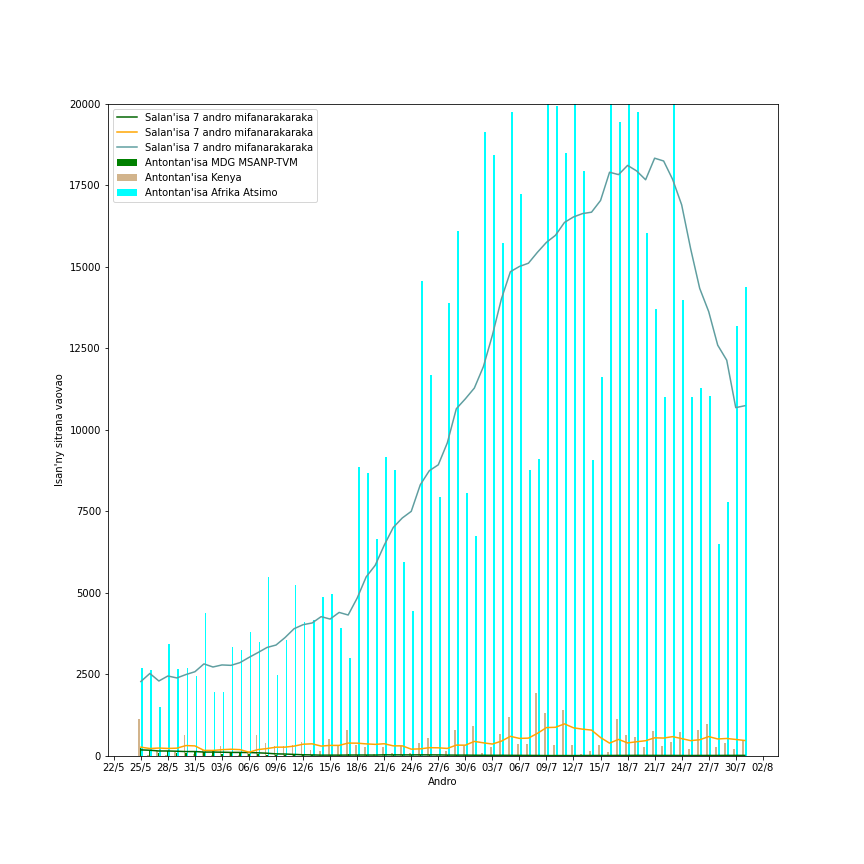 20000
17500
15000
12500
10000
7500
5000
2500
0
Isan'ny sitrana vaovao
Salan'isa 7 andro mifanarakaraka
Salan'isa 7 andro mifanarakaraka
Salan'isa 7 andro mifanarakaraka
Antontan'isa MDG MSANP-TVM
Antontan'isa Kenya
Antontan'isa Afrika Atsimo
22/5 25/5 28/5 31/5 03/6 06/6 09/6 12/6 15/6 18/6 21/6 24/6 27/6 30/6 03/7 06/7 09/7 12/7 15/7 18/7 21/7 24/7 27/7 30/7 02/8
Andro